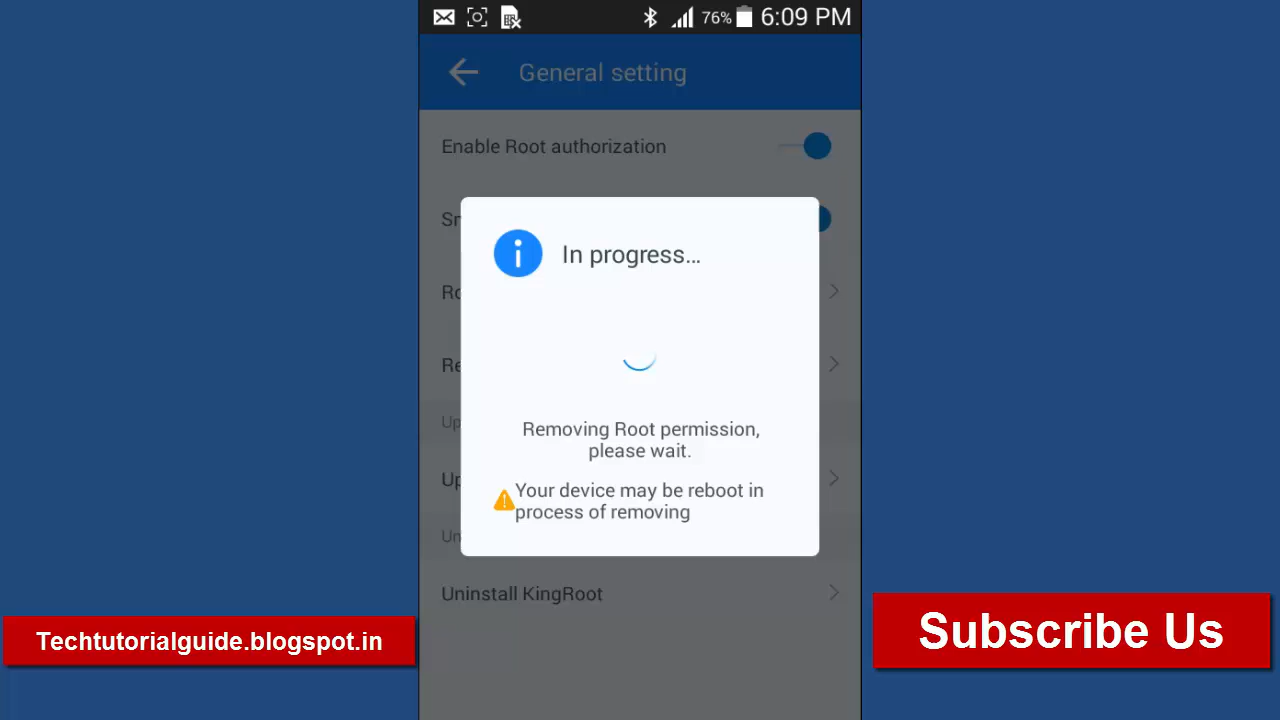 76% 6:09 PM
General setting
Enable Root authorization
In progress...
Removing Root permission,
please wait.
Your device may be reboot in
process of removing
Uninstall KingRoot
Techtutorialguide.blogspot.in
Subscribe Us